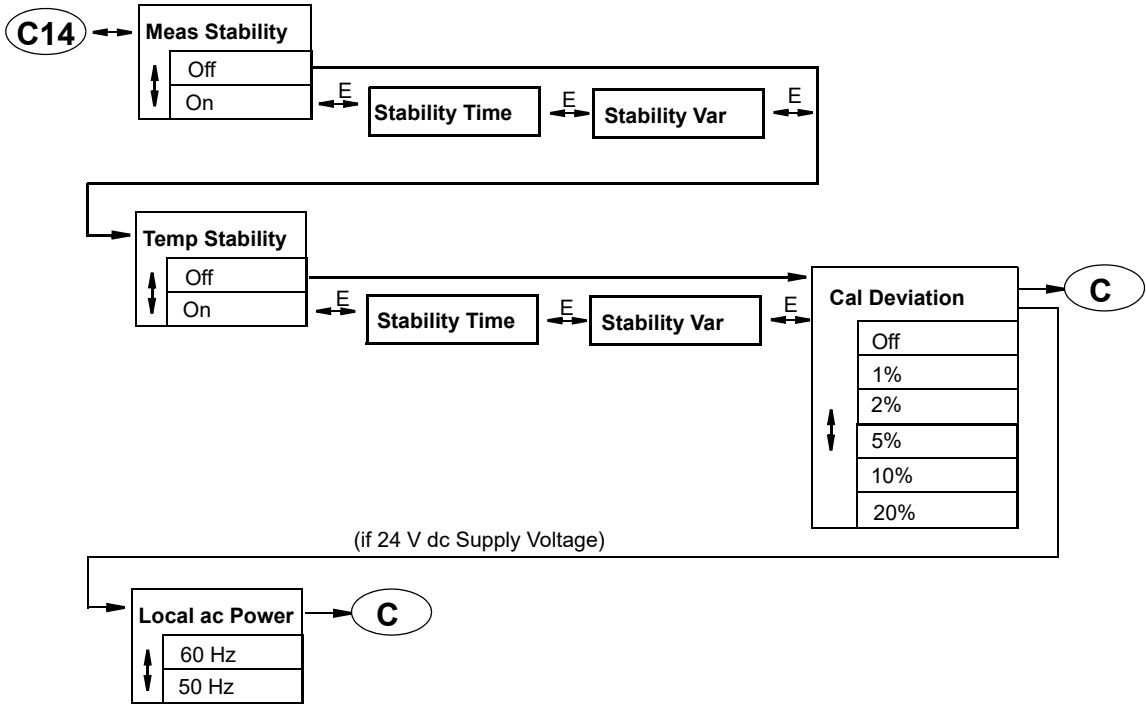 C14
Meas Stability
Off
On
E
Stability Time
E
Stability Var
E
Temp Stability
Off
On
E
Stability Time
E
Stability Var
E
Cal Deviation
C
Off
1%
2%
5%
10%
20%
(if 24 V dc Supply Voltage)
Local ac Power
C
60 Hz
50 Hz